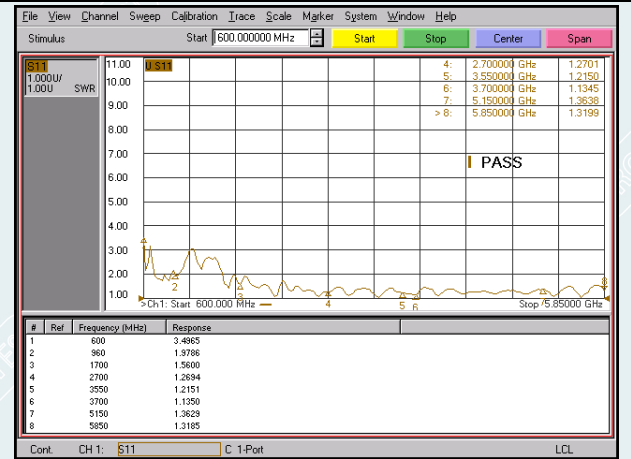 File View Channel Sweep Calibration Trace Scale Marker System Window Help
Stimulus Start 600.000000 MHz Start Stop Center Span
S11
1.000U/
1.00U SWR
11.00 U S11
10.00
9.00
8.00
7.00
6.00
5.00
4.00
3.00
2.00
1.00
4: 2.700000 GHz 1.2701
5: 3.550000 GHz 1.2150
6: 3.700000 GHz 1.1345
7: 5.150000 GHz 1.3638
> 8: 5.850000 GHz 1.3199
PASS
2 3 4 5 6 7 8
>Ch1: Start 600.000 MHz Stop 5.85000 GHz
# Ref Frequency (MHz) Response
1 600 3.4965
2 960 1.9786
3 1700 1.5600
4 2700 1.2694
5 3550 1.2151
6 3700 1.1350
7 5150 1.3629
8 5850 1.3185
Cont. CH 1: S11 C 1-Port LCL